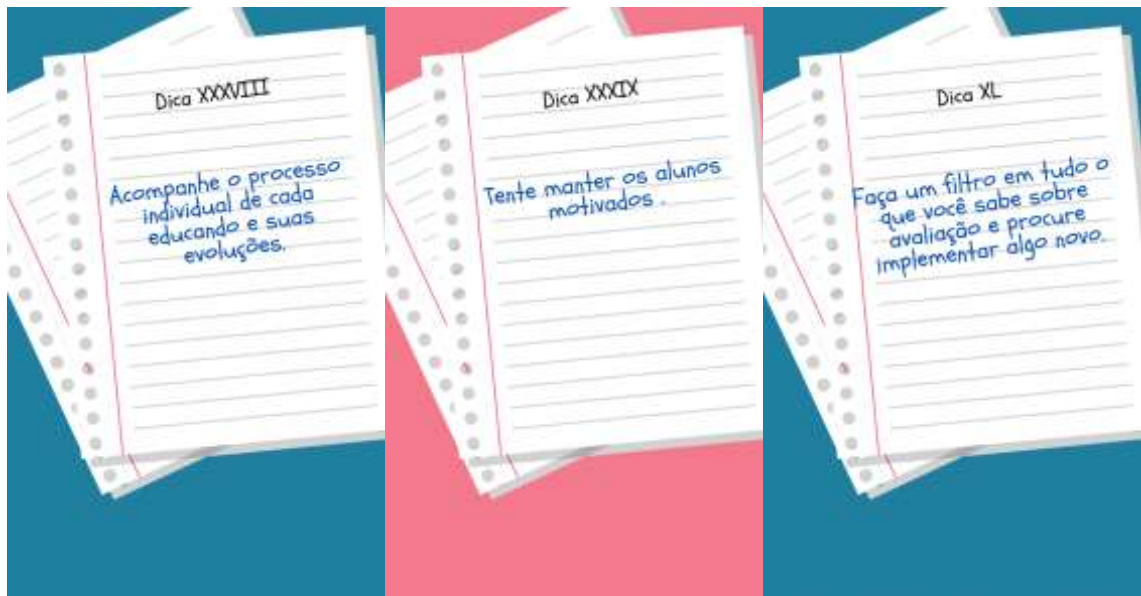 Dica XXXVIII
Acompanhe o processo
individual de cada
educando e suas
evoluções.
Dica XXXIX
Tente manter os alunos
motivados .
Dica XL
Faça um filtro em tudo o
que você sabe sobre
avaliação e procure
implementar algo novo.